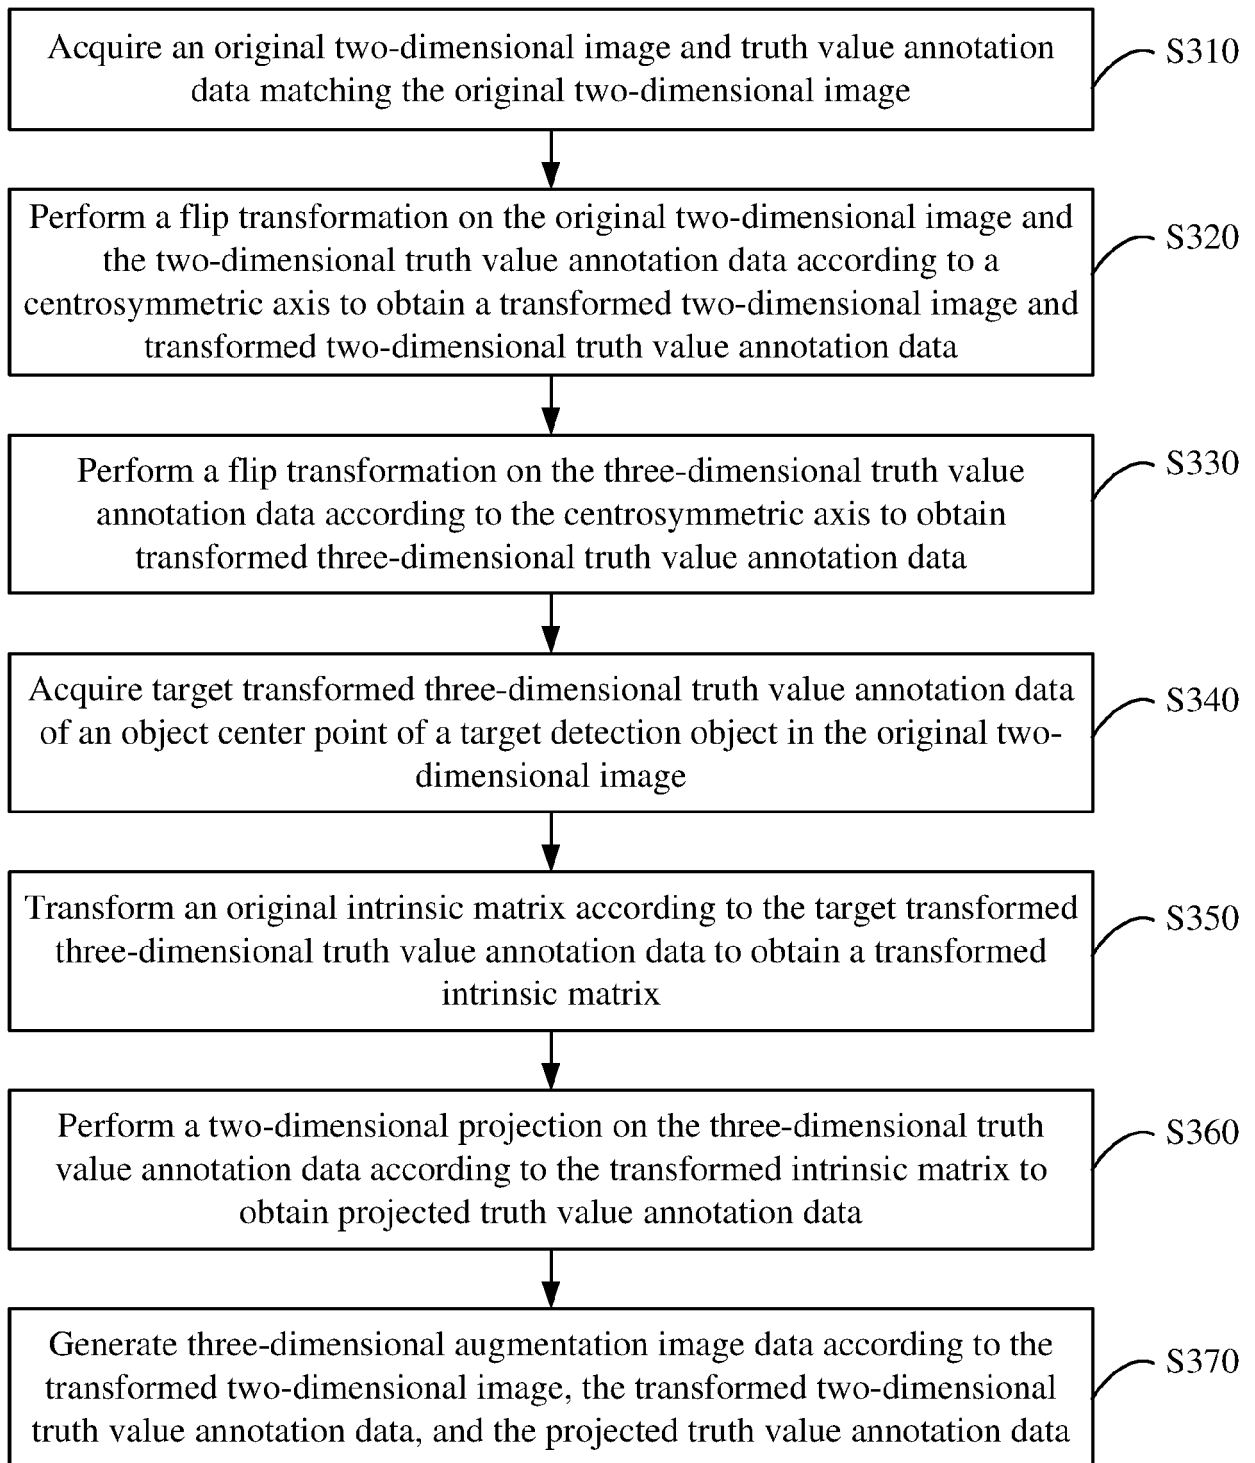 Acquire an original two-dimensional image and truth value annotation
data matching the original two-dimensional image
S310
Perform a flip transformation on the original two-dimensional image and
the two-dimensional truth value annotation data according to a
centrosymmetric axis to obtain a transformed two-dimensional image and
transformed two-dimensional truth value annotation data
S320
Perform a flip transformation on the three-dimensional truth value
annotation data according to the centrosymmetric axis to obtain
transformed three-dimensional truth value annotation data
S330
Acquire target transformed three-dimensional truth value annotation data
of an object center point of a target detection object in the original two-
dimensional image
S340
Transform an original intrinsic matrix according to the target transformed
three-dimensional truth value annotation data to obtain a transformed
intrinsic matrix
S350
Perform a two-dimensional projection on the three-dimensional truth
value annotation data according to the transformed intrinsic matrix to
obtain projected truth value annotation data
S360
Generate three-dimensional augmentation image data according to the
transformed two-dimensional image, the transformed two-dimensional
truth value annotation data, and the projected truth value annotation data
S370